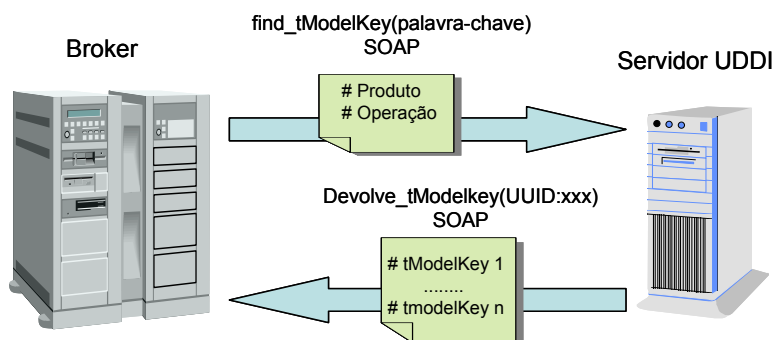 find_tModelKey(palavra-chave)
SOAP
Broker
Servidor UDDI
# Produto
# Operação
Devolve_tModelkey(UUID:xxx)
SOAP
# tModelKey 1
........
# tmodelKey n